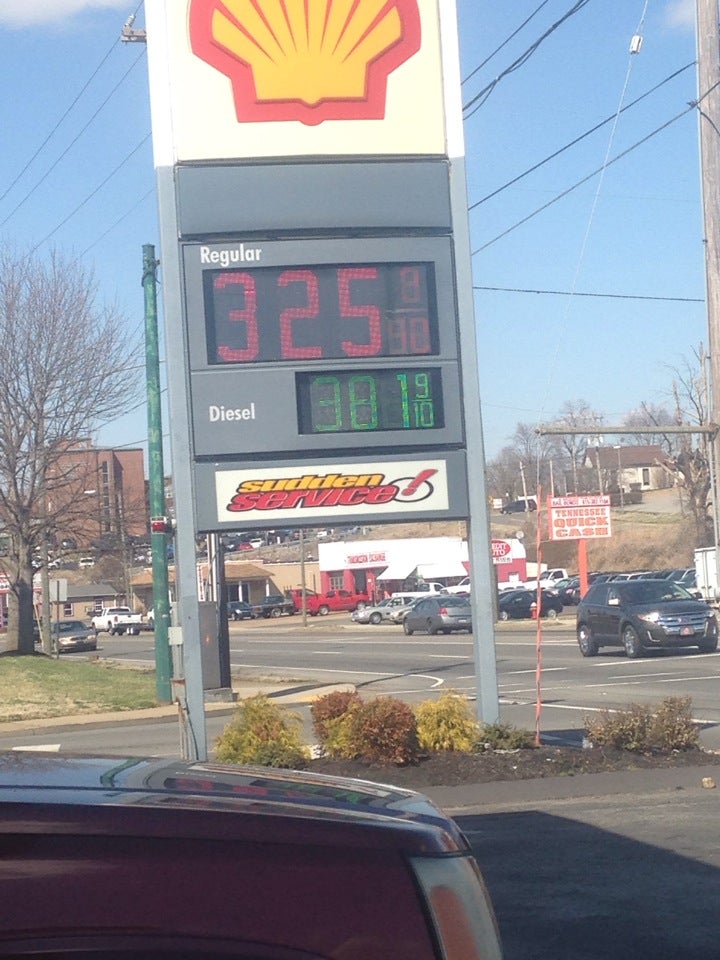 Regular
325 9/10
Diesel
381 9/10
sudden
service!
TENNESSEE
QUICK
CASH